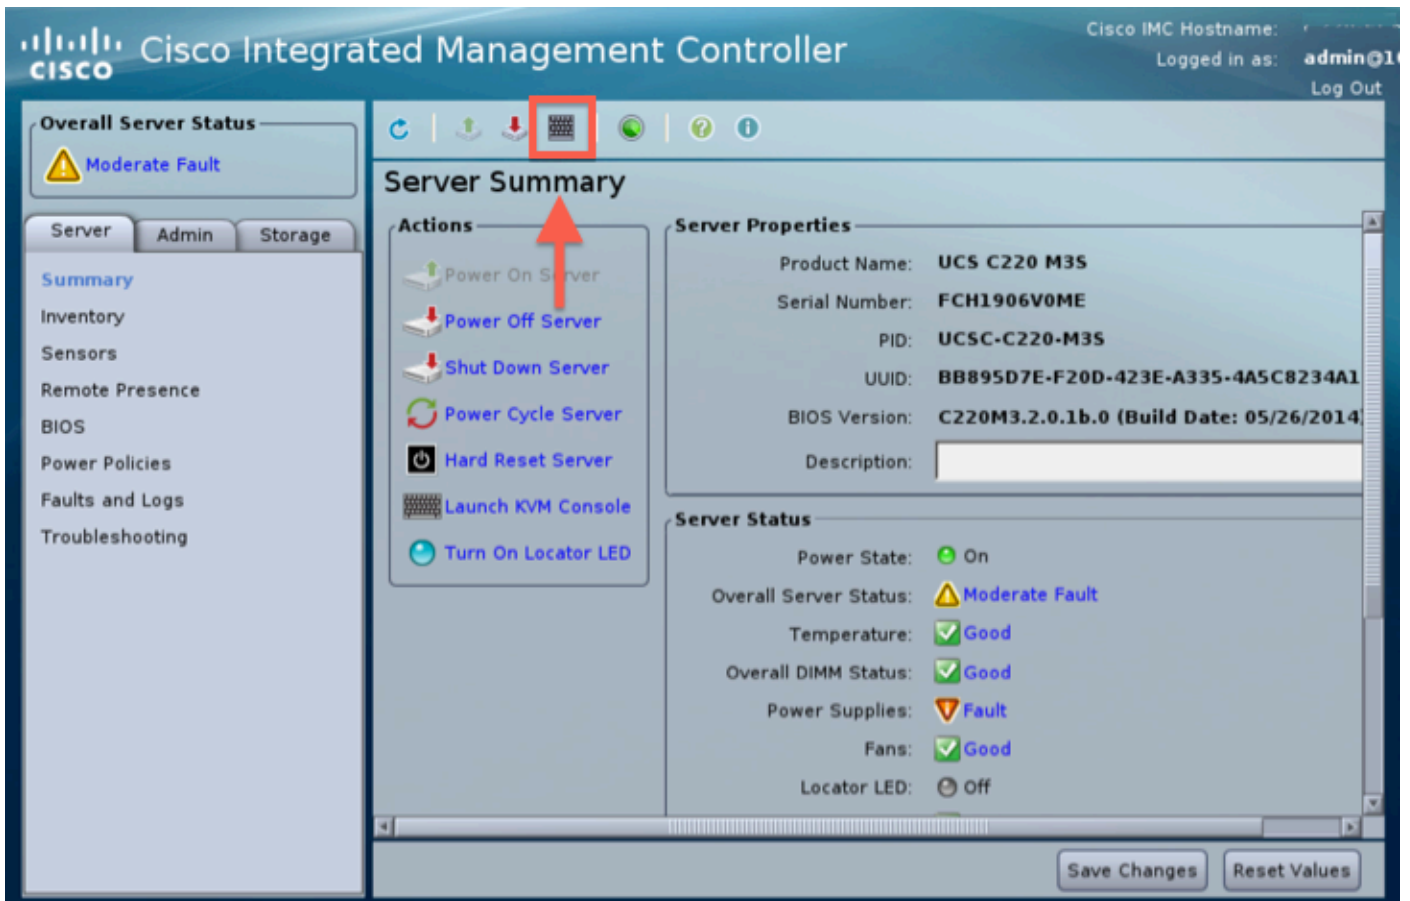 Cisco IMC Hostname:
CISCO
Cisco Integrated Management Controller
Logged in as: admin@1
Log Out
Overall Server Status
Moderate Fault
Server Admin Storage
Summary
Inventory
Sensors
Remote Presence
BIOS
Power Policies
Faults and Logs
Troubleshooting
Server Summary
Actions
Power On Server
Power Off Server
Shut Down Server
Power Cycle Server
Hard Reset Server
Launch KVM Console
Turn On Locator LED
Server Properties
Product Name: UCS C220 M3S
Serial Number: FCH1906V0ME
PID: UCSC-C220-M3S
UUID: BB895D7E-F20D-423E-A335-4A5C8234A1
BIOS Version: C220M3.2.0.1b.0 (Build Date: 05/26/2014)
Description:
Server Status
Power State: On
Overall Server Status: Moderate Fault
Temperature: Good
Overall DIMM Status: Good
Power Supplies: Fault
Fans: Good
Locator LED: Off
Save Changes Reset Values